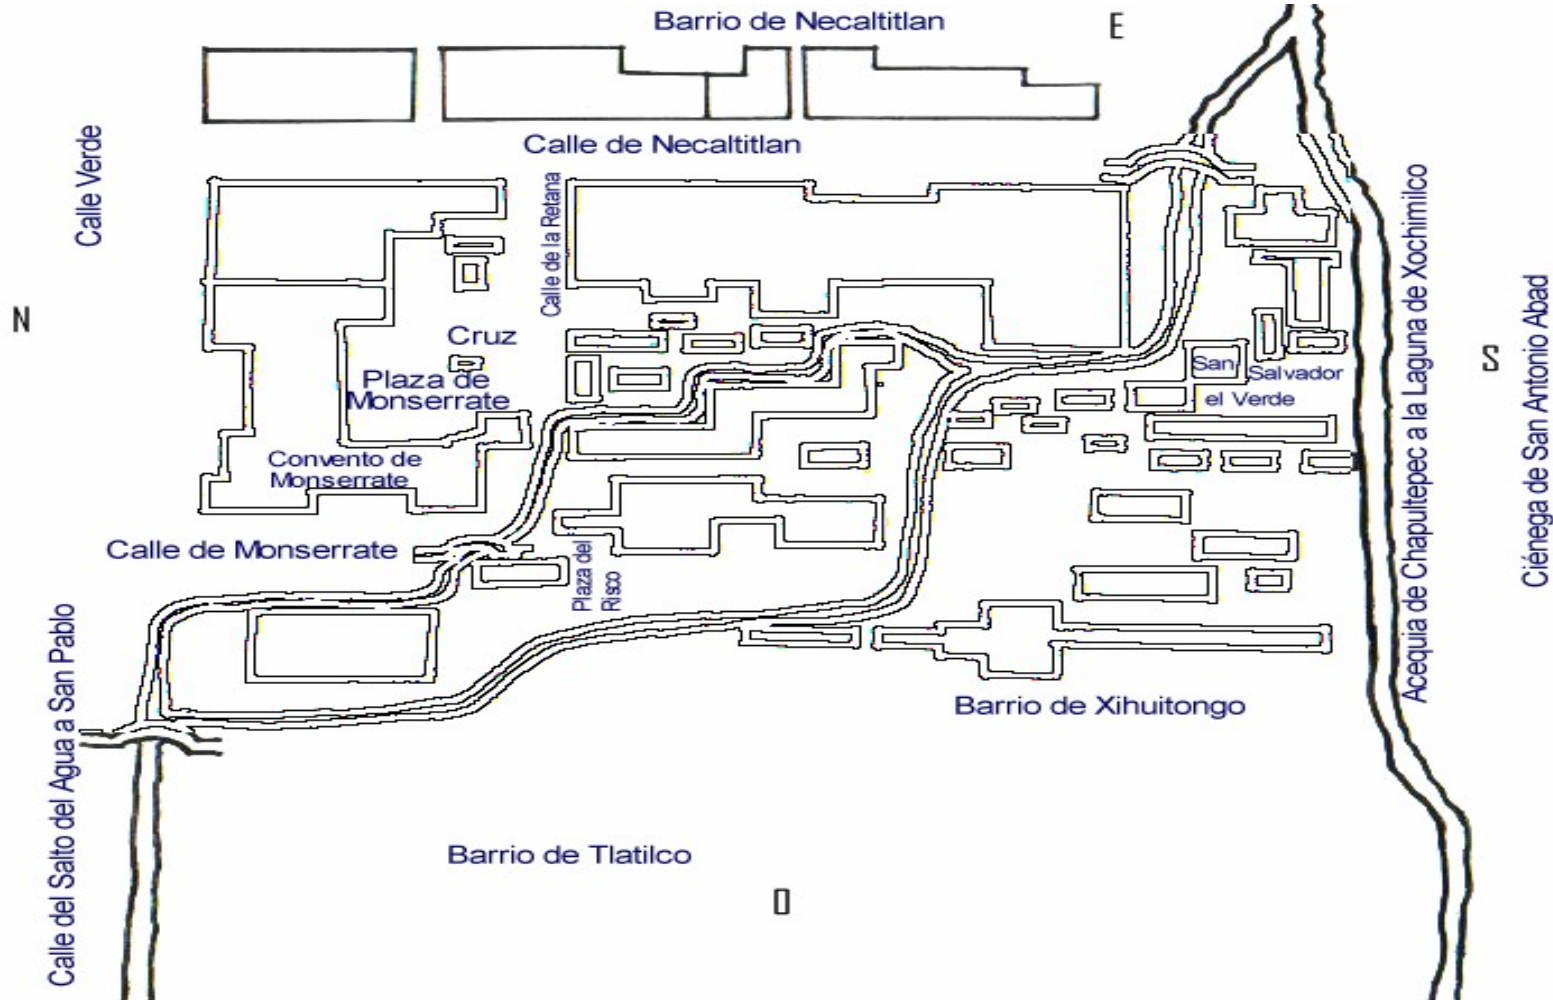 Barrio de Necaltitlan
E
Calle de Necaltitlan
Calle Verde
Calle de la Retana
N
Cruz
Plaza de
Monserrate
Convento de
Monserrate
San
Salvador
el Verde
S
Acequia de Chapultepec a la Laguna de Xochimilco
Ciénega de San Antonio Abad
Calle de Monserrate
Plaza del
Risco
Calle del Salto del Agua a San Pablo
Barrio de Xihuitongo
Barrio de Tlatilco
O